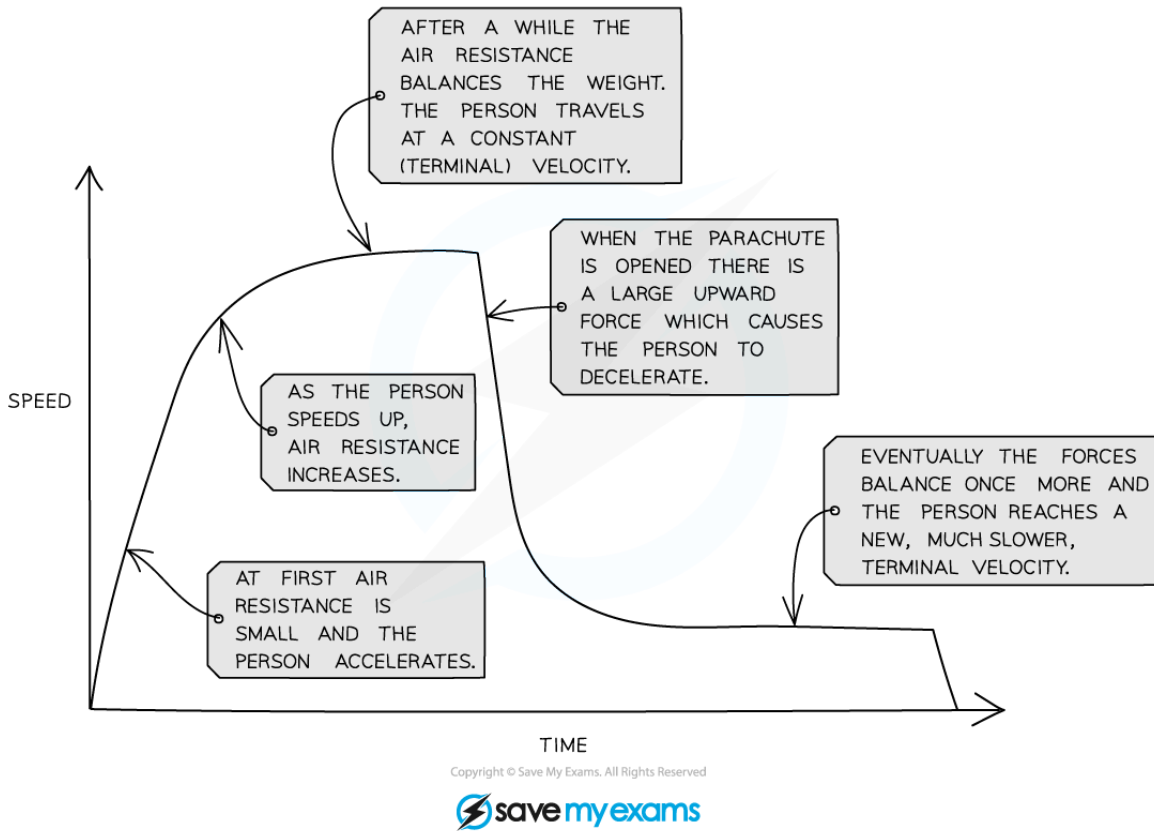 AFTER A WHILE THE
AIR RESISTANCE
BALANCES THE WEIGHT.
THE PERSON TRAVELS
AT A CONSTANT
(TERMINAL) VELOCITY.
WHEN THE PARACHUTE
IS OPENED THERE IS
A LARGE UPWARD
FORCE WHICH CAUSES
THE PERSON TO
DECELERATE.
SPEED
AS THE PERSON
SPEEDS UP,
AIR RESISTANCE
INCREASES.
EVENTUALLY THE FORCES
BALANCE ONCE MORE AND
THE PERSON REACHES A
NEW, MUCH SLOWER,
TERMINAL VELOCITY.
AT FIRST AIR
RESISTANCE IS
SMALL AND THE
PERSON ACCELERATES.
TIME
Copyright © Save My Exams. All Rights Reserved
save my exams